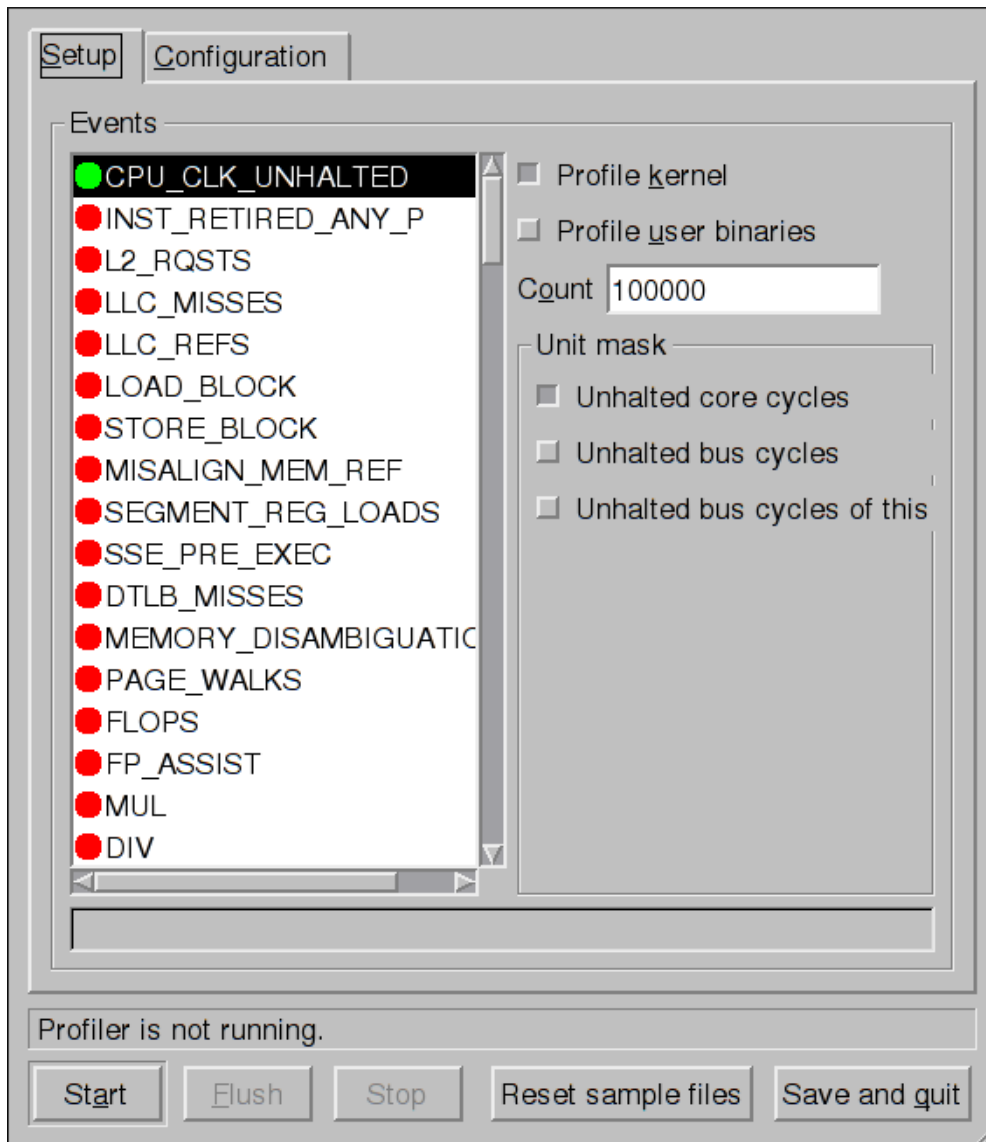 Setup
Configuration
Events
CPU_CLK_UNHALTED
INST_RETIRED_ANY_P
L2_RQSTS
LLC_MISSES
LLC_REFS
LOAD_BLOCK
STORE_BLOCK
MISALIGN_MEM_REF
SEGMENT_REG_LOADS
SSE_PRE_EXEC
DTLB_MISSES
MEMORY_DISAMBIGUATIC
PAGE_WALKS
FLOPS
FP_ASSIST
MUL
DIV
Profile kernel
Profile user binaries
Count 100000
Unit mask
Unhalted core cycles
Unhalted bus cycles
Unhalted bus cycles of this
Profiler is not running.
Start
Flush
Stop
Reset sample files
Save and quit